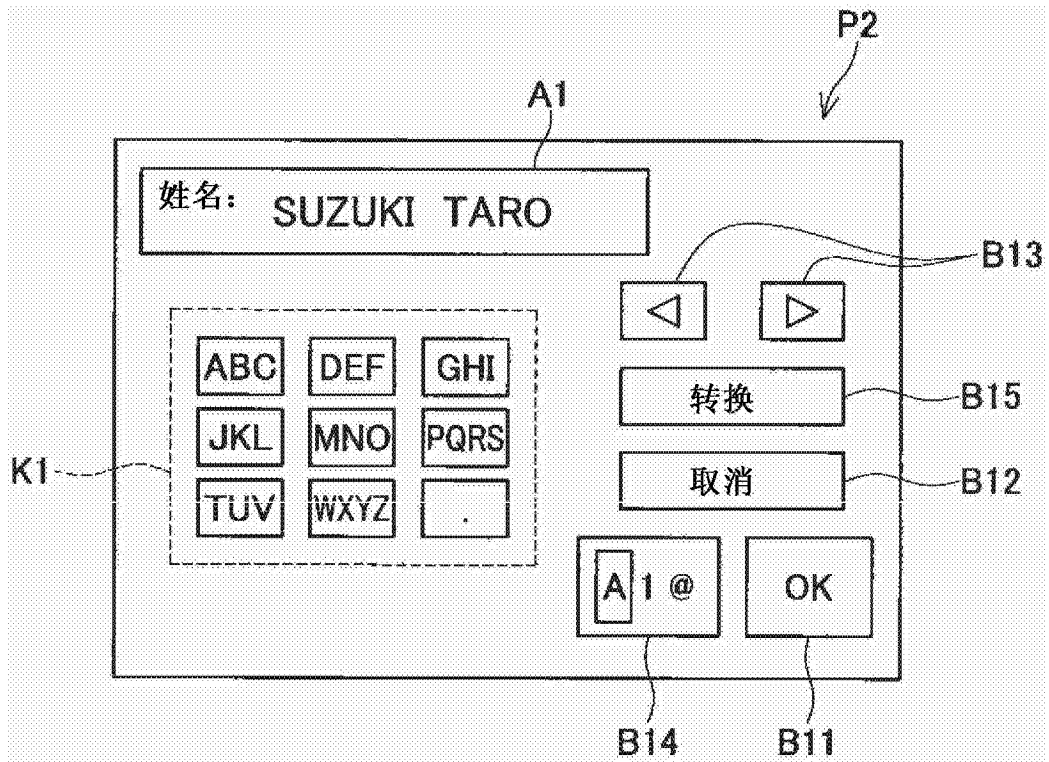 P2
A1
姓名： SUZUKI TARO
B13
◁ ▷
ABC DEF GHI
转换 B15
JKL MNO PQRS
K1
取消 B12
TUV WXYZ .
A 1 @ OK
B14 B11